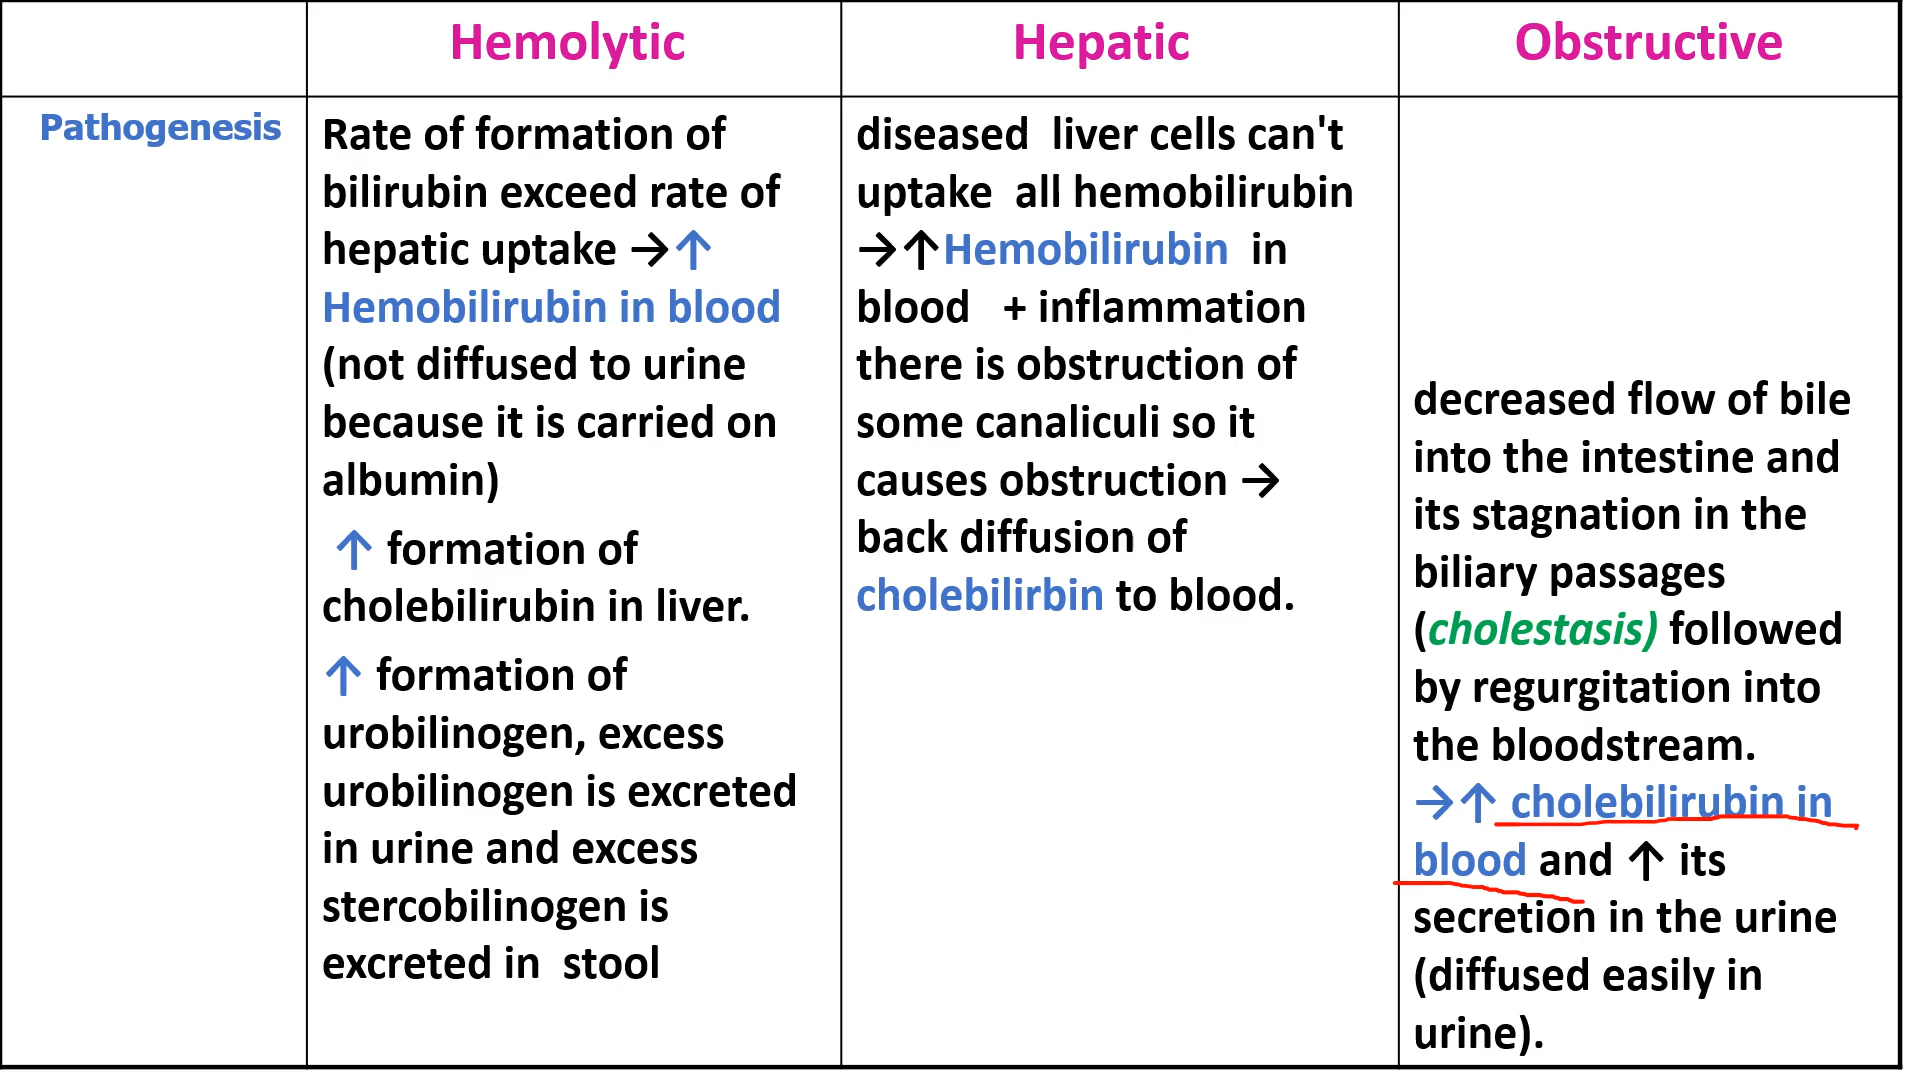 Hemolytic
Hepatic
Obstructive
Pathogenesis
Rate of formation of
bilirubin exceed rate of
hepatic uptake →↑
Hemobilirubin in blood
(not diffused to urine
because it is carried on
albumin)
↑ formation of
cholebilirubin in liver.
↑ formation of
urobilinogen, excess
urobilinogen is excreted
in urine and excess
stercobilinogen is
excreted in stool
diseased liver cells can't
uptake all hemobilirubin
→↑Hemobilirubin in
blood + inflammation
there is obstruction of
some canaliculi so it
causes obstruction →
back diffusion of
cholebilirbin to blood.
decreased flow of bile
into the intestine and
its stagnation in the
biliary passages
(cholestasis) followed
by regurgitation into
the bloodstream.
→↑ cholebilirubin in
blood and ↑ its
secretion in the urine
(diffused easily in
urine).